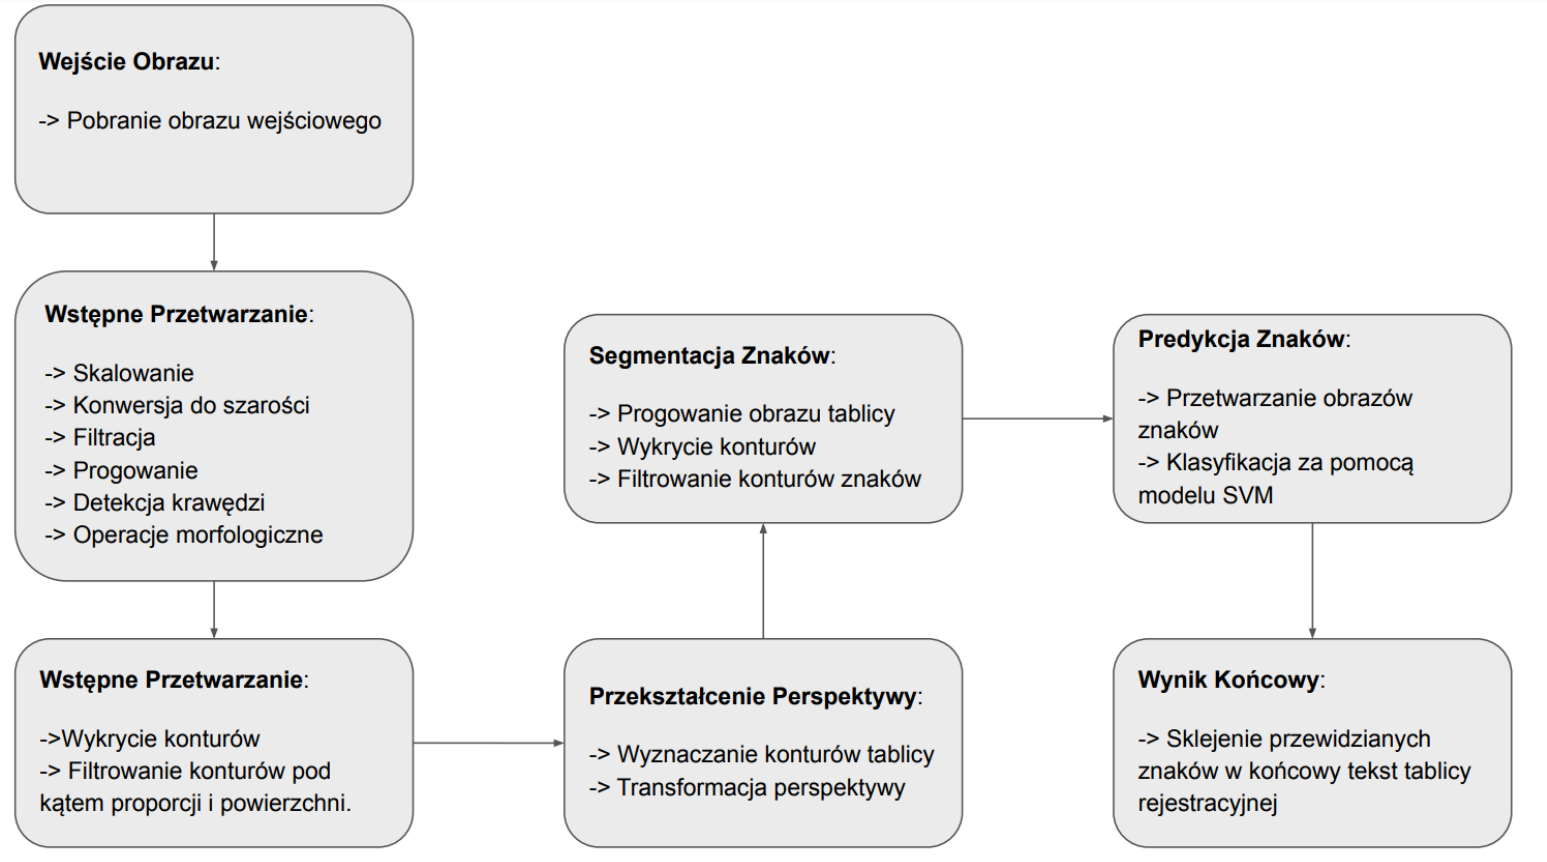 Wejście Obrazu:
-> Pobranie obrazu wejściowego
Wstępne Przetwarzanie:
-> Skalowanie
-> Konwersja do szarości
-> Filtracja
-> Progowanie
-> Detekcja krawędzi
-> Operacje morfologiczne
Wstępne Przetwarzanie:
->Wykrycie konturów
-> Filtrowanie konturów pod
kątem proporcji i powierzchni.
Przekształcenie Perspektywy:
-> Wyznaczanie konturów tablicy
-> Transformacja perspektywy
Segmentacja Znaków:
-> Progowanie obrazu tablicy
-> Wykrycie konturów
-> Filtrowanie konturów znaków
Predykcja Znaków:
-> Przetwarzanie obrazów
znaków
-> Klasyfikacja za pomocą
modelu SVM
Wynik Końcowy:
-> Sklejenie przewidzianych
znaków w końcowy tekst tablicy
rejestracyjnej